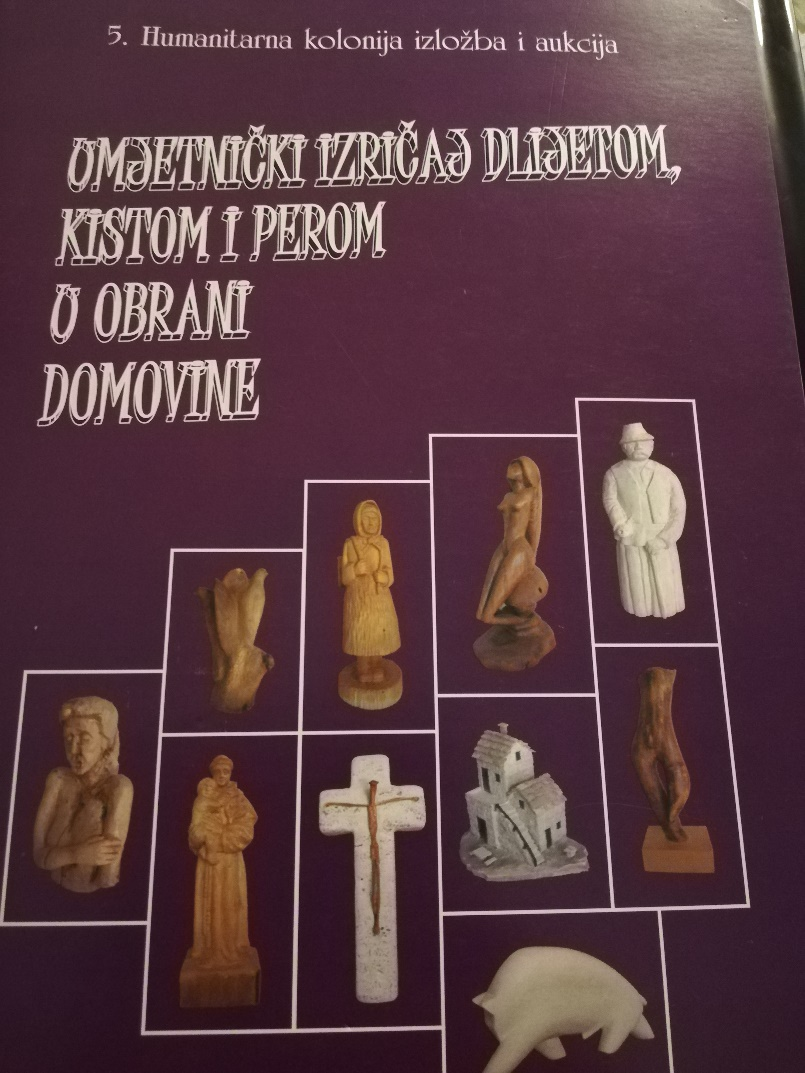 5. Humanitarna kolonija izložba i aukcija
UMJETNIČKI IZRIČAJ DLIJETOM,
KISTOM I PEROM
U OBRANI
DOMOVINE